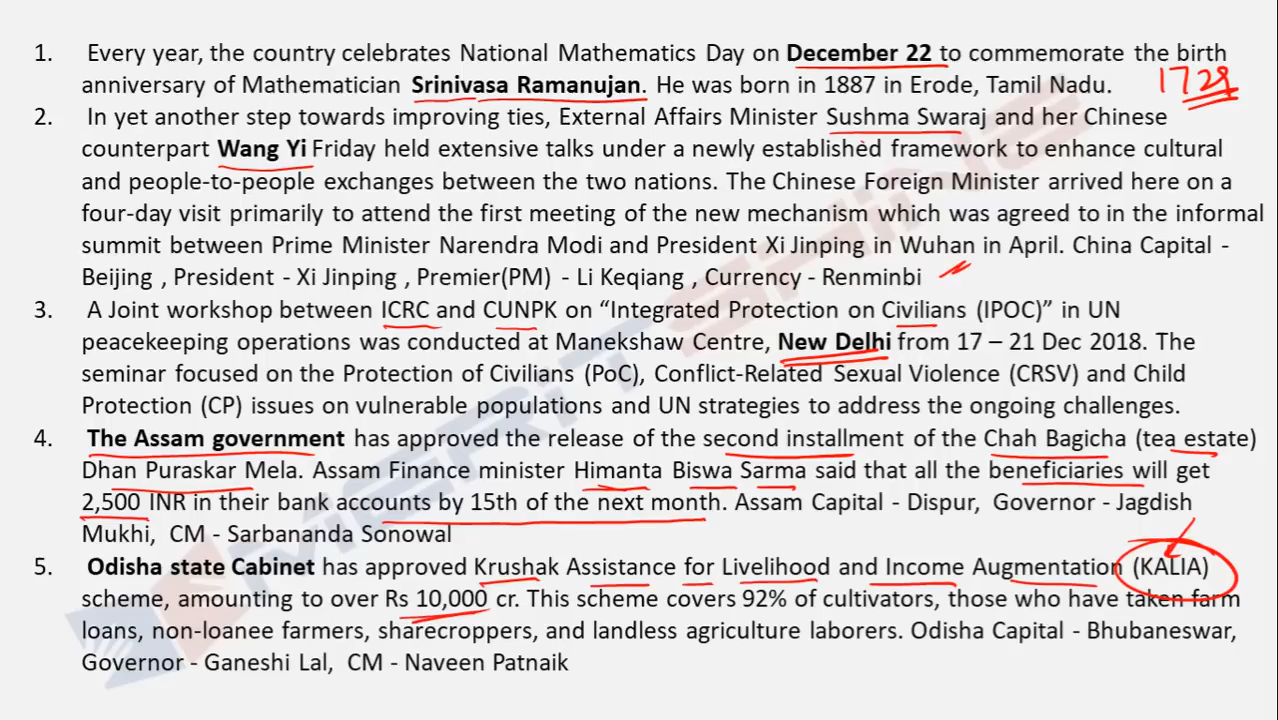 1. Every year, the country celebrates National Mathematics Day on December 22 to commemorate the birth
anniversary of Mathematician Srinivasa Ramanujan. He was born in 1887 in Erode, Tamil Nadu.
1729
2. In yet another step towards improving ties, External Affairs Minister Sushma Swaraj and her Chinese
counterpart Wang Yi Friday held extensive talks under a newly established framework to enhance cultural
and people-to-people exchanges between the two nations. The Chinese Foreign Minister arrived here on a
four-day visit primarily to attend the first meeting of the new mechanism which was agreed to in the informal
summit between Prime Minister Narendra Modi and President Xi Jinping in Wuhan in April. China Capital -
Beijing , President - Xi Jinping , Premier(PM) - Li Keqiang , Currency - Renminbi
3. A Joint workshop between ICRC and CUNPK on “Integrated Protection on Civilians (IPOC)” in UN
peacekeeping operations was conducted at Manekshaw Centre, New Delhi from 17 – 21 Dec 2018. The
seminar focused on the Protection of Civilians (PoC), Conflict-Related Sexual Violence (CRSV) and Child
Protection (CP) issues on vulnerable populations and UN strategies to address the ongoing challenges.
4. The Assam government has approved the release of the second installment of the Chah Bagicha (tea estate)
Dhan Puraskar Mela. Assam Finance minister Himanta Biswa Sarma said that all the beneficiaries will get
2,500 INR in their bank accounts by 15th of the next month. Assam Capital - Dispur, Governor - Jagdish
Mukhi, CM - Sarbananda Sonowal
5. Odisha state Cabinet has approved Krushak Assistance for Livelihood and Income Augmentation (KALIA)
scheme, amounting to over Rs 10,000 cr. This scheme covers 92% of cultivators, those who have taken farm
loans, non-loanee farmers, sharecroppers, and landless agriculture laborers. Odisha Capital - Bhubaneswar,
Governor - Ganeshi Lal, CM - Naveen Patnaik
MERIT SHINE